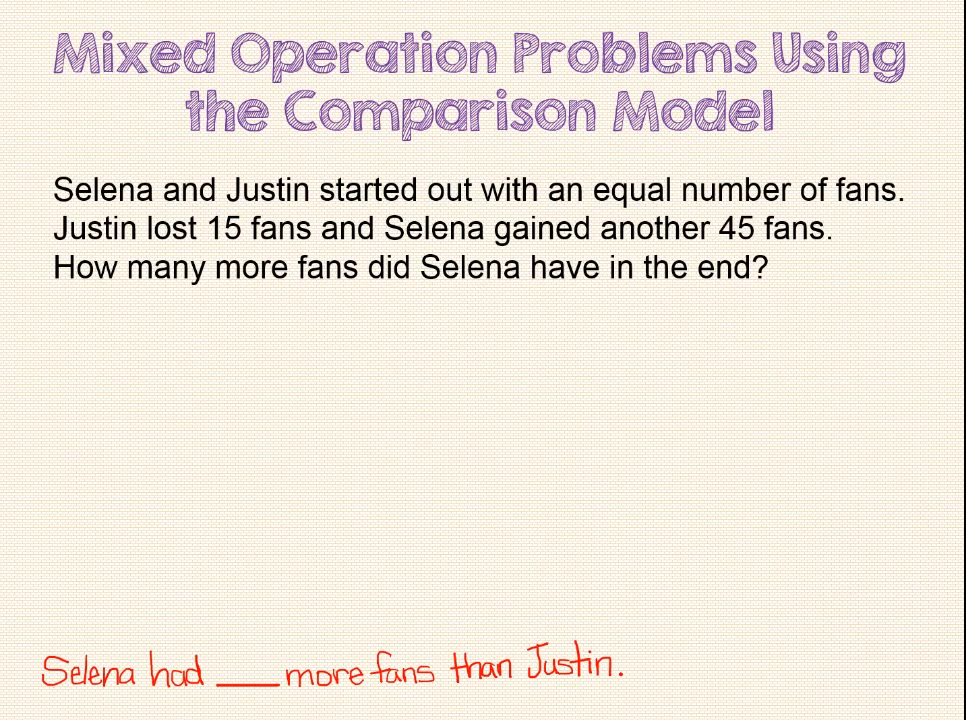 Mixed Operation Problems Using
the Comparison Model
Selena and Justin started out with an equal number of fans.
Justin lost 15 fans and Selena gained another 45 fans.
How many more fans did Selena have in the end?
Selena had ___ more fans than Justin.